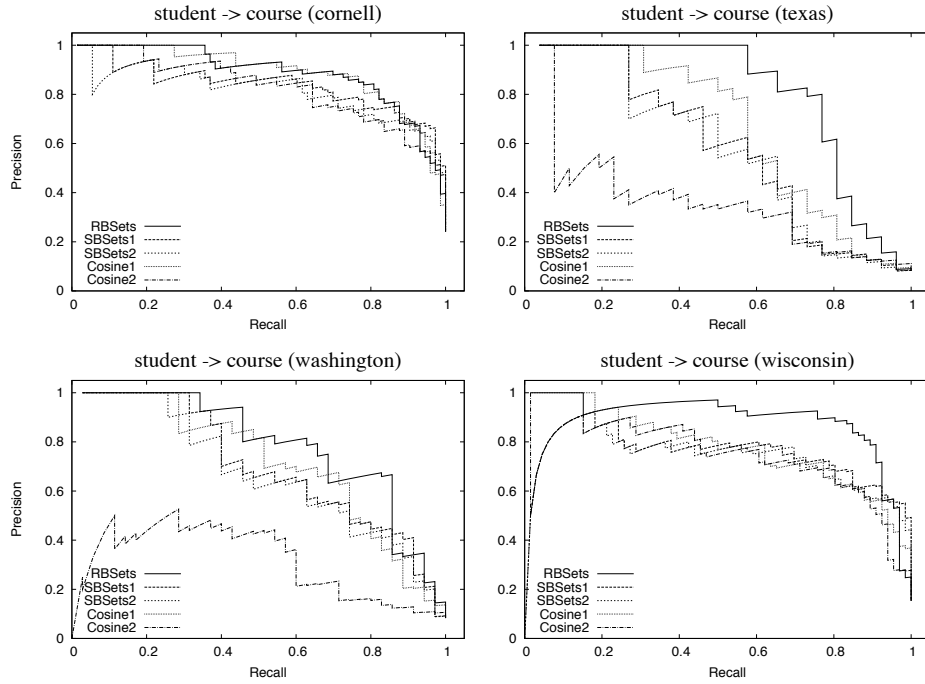 student -> course (cornell)
1
0.8
0.6
0.4
0.2
0
Precision
RBSets
SBSets1
SBSets2
Cosine1
Cosine2
0 0.2 0.4 0.6 0.8 1
Recall
student -> course (texas)
1
0.8
0.6
0.4
0.2
0
RBSets
SBSets1
SBSets2
Cosine1
Cosine2
0 0.2 0.4 0.6 0.8 1
Recall
student -> course (washington)
1
0.8
0.6
0.4
0.2
0
Precision
RBSets
SBSets1
SBSets2
Cosine1
Cosine2
0 0.2 0.4 0.6 0.8 1
Recall
student -> course (wisconsin)
1
0.8
0.6
0.4
0.2
0
RBSets
SBSets1
SBSets2
Cosine1
Cosine2
0 0.2 0.4 0.6 0.8 1
Recall